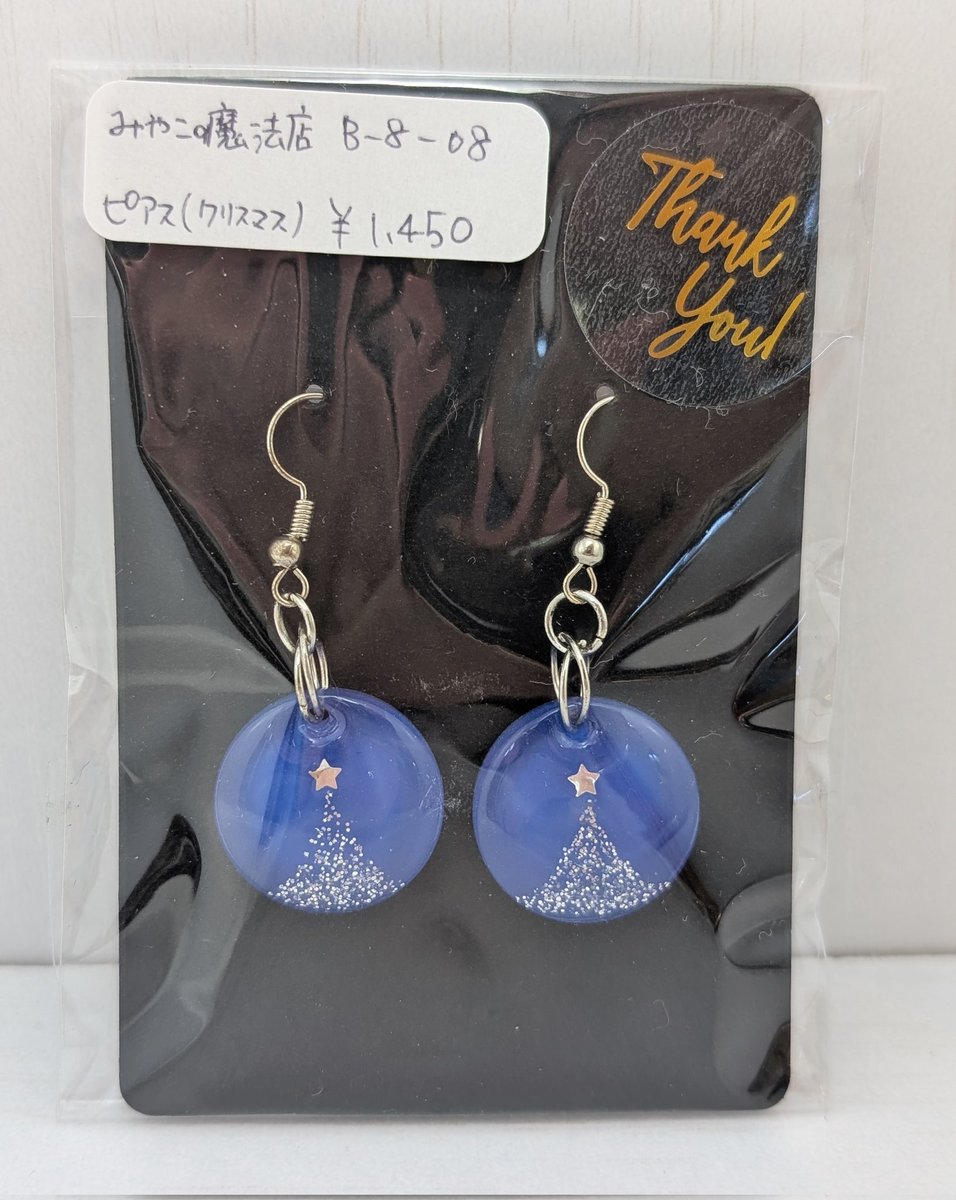 みやこの魔法店 B-8-08
ピアス(クリスマス) ¥1,450
Thank
You!